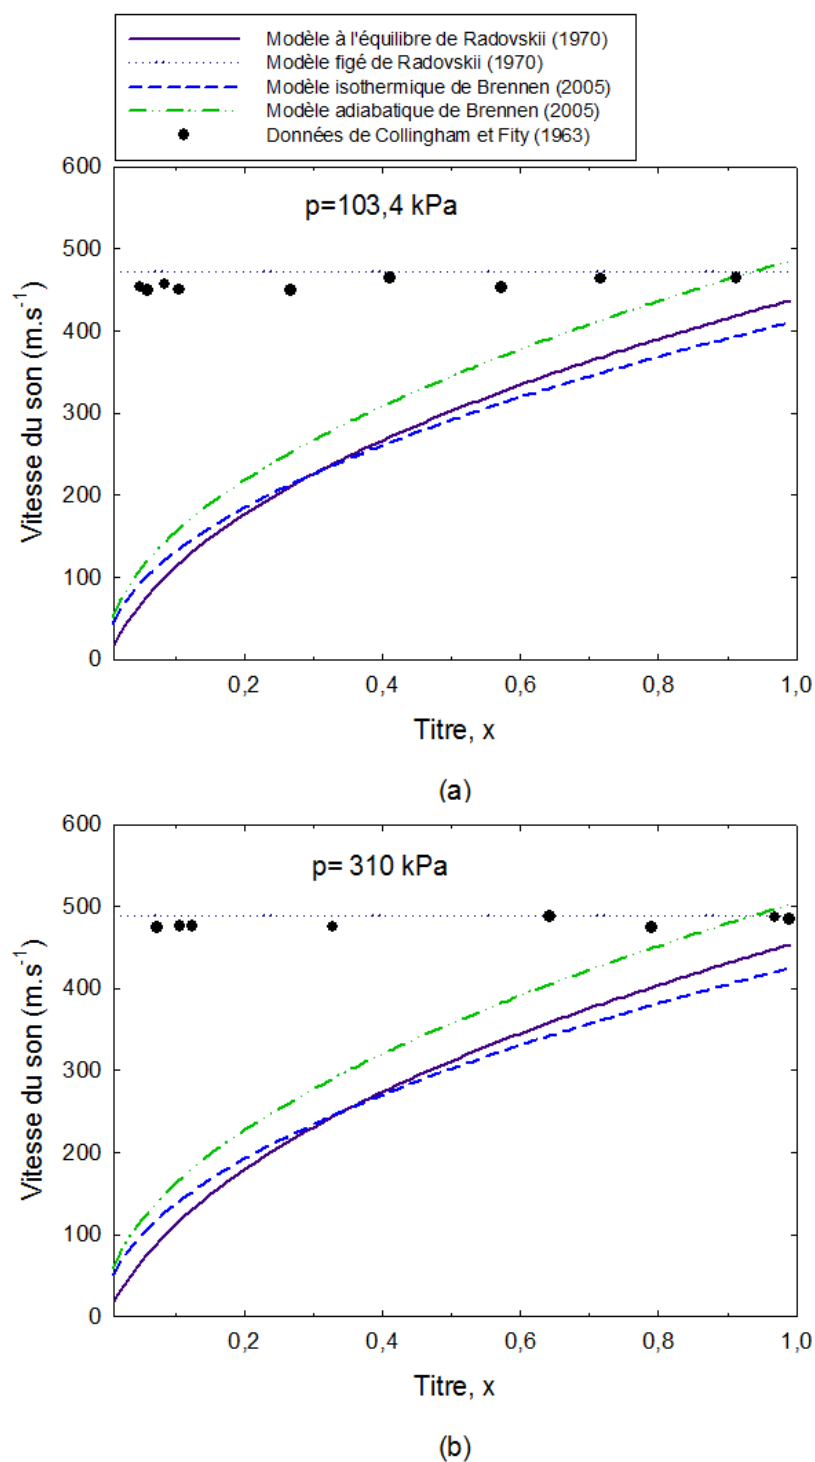 Modèle à l'équilibre de Radovskii (1970)
Modèle figé de Radovskii (1970)
Modèle isothermique de Brennen (2005)
Modèle adiabatique de Brennen (2005)
Données de Collingham et Fity (1963)
600
500
400
300
200
100
0
Vitesse du son (m.s⁻¹)
p=103,4 kPa
0,2 0,4 0,6 0,8 1,0
Titre, x
(a)
600
500
400
300
200
100
0
Vitesse du son (m.s⁻¹)
p= 310 kPa
0,2 0,4 0,6 0,8 1,0
Titre, x
(b)